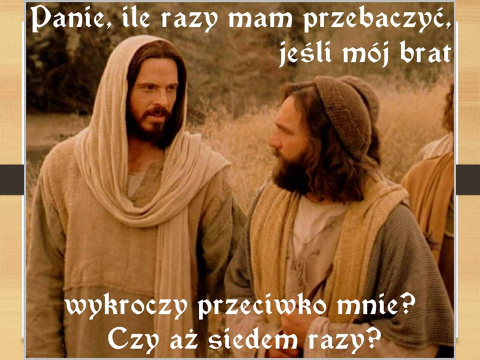 Panie, ile razy mam przebaczyć,
jeśli mój brat
wykroczy przeciwko mnie?
Czy aż siedem razy?